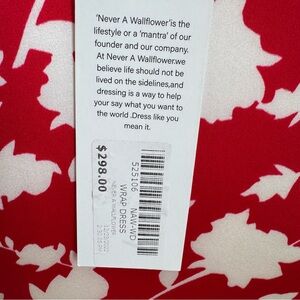 'Never A Wallflower'is the
lifestyle or a 'mantra' of our
founder and our company.
At Never A Wallflower.we
believe life should not be
lived on the sidelines,and
dressing is a way to help
your say what you want to
the world .Dress like you
mean it.
525106 NAW-WD
WRAP DRESS
NEVER A WALLFLOWER
$298.00